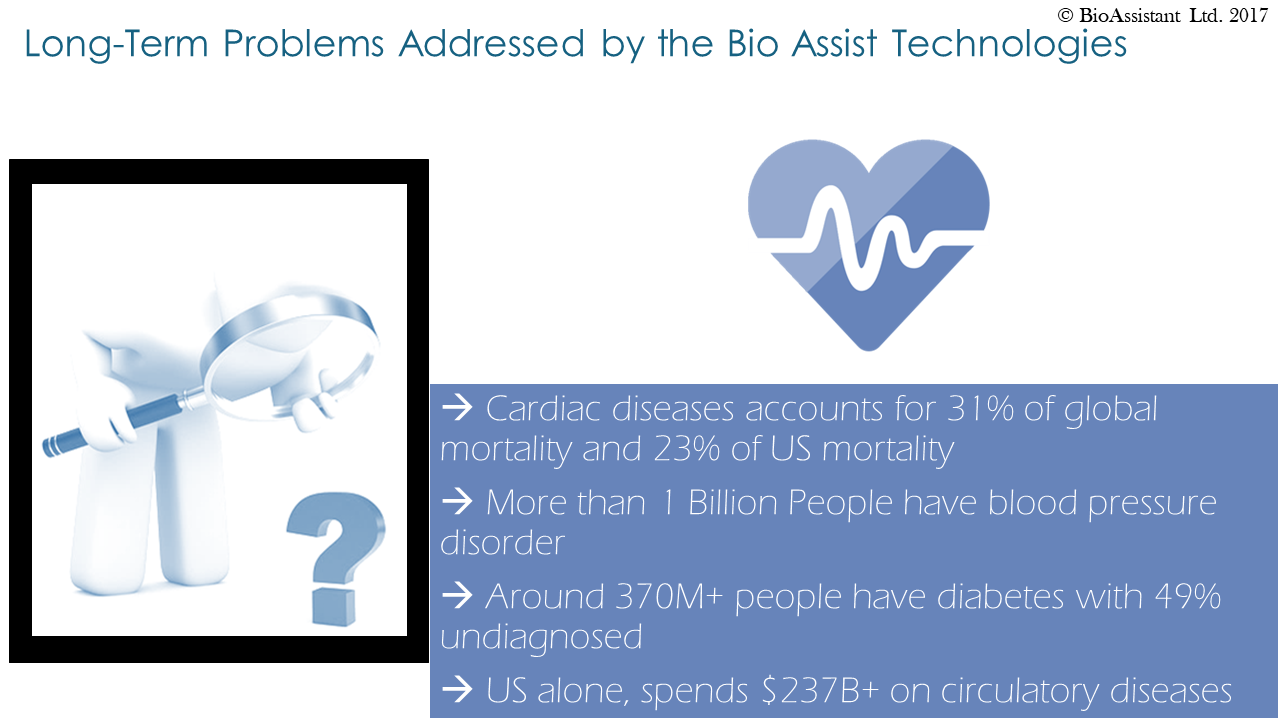 © BioAssistant Ltd. 2017
Long-Term Problems Addressed by the Bio Assist Technologies
→ Cardiac diseases accounts for 31% of global
mortality and 23% of US mortality
→ More than 1 Billion People have blood pressure
disorder
→ Around 370M+ people have diabetes with 49%
undiagnosed
→ US alone, spends $237B+ on circulatory diseases
?